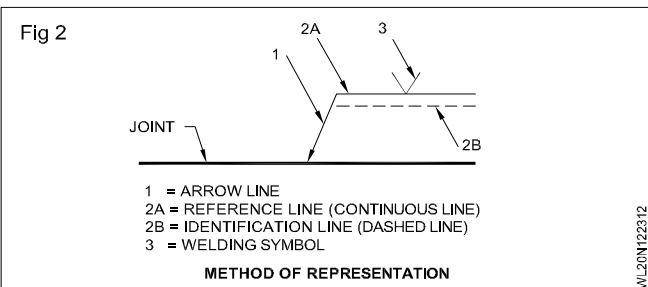 Fig 2
2A
3
1
JOINT
2B
1 = ARROW LINE
2A = REFERENCE LINE (CONTINUOUS LINE)
2B = IDENTIFICATION LINE (DASHED LINE)
3 = WELDING SYMBOL
METHOD OF REPRESENTATION
WL20N122312